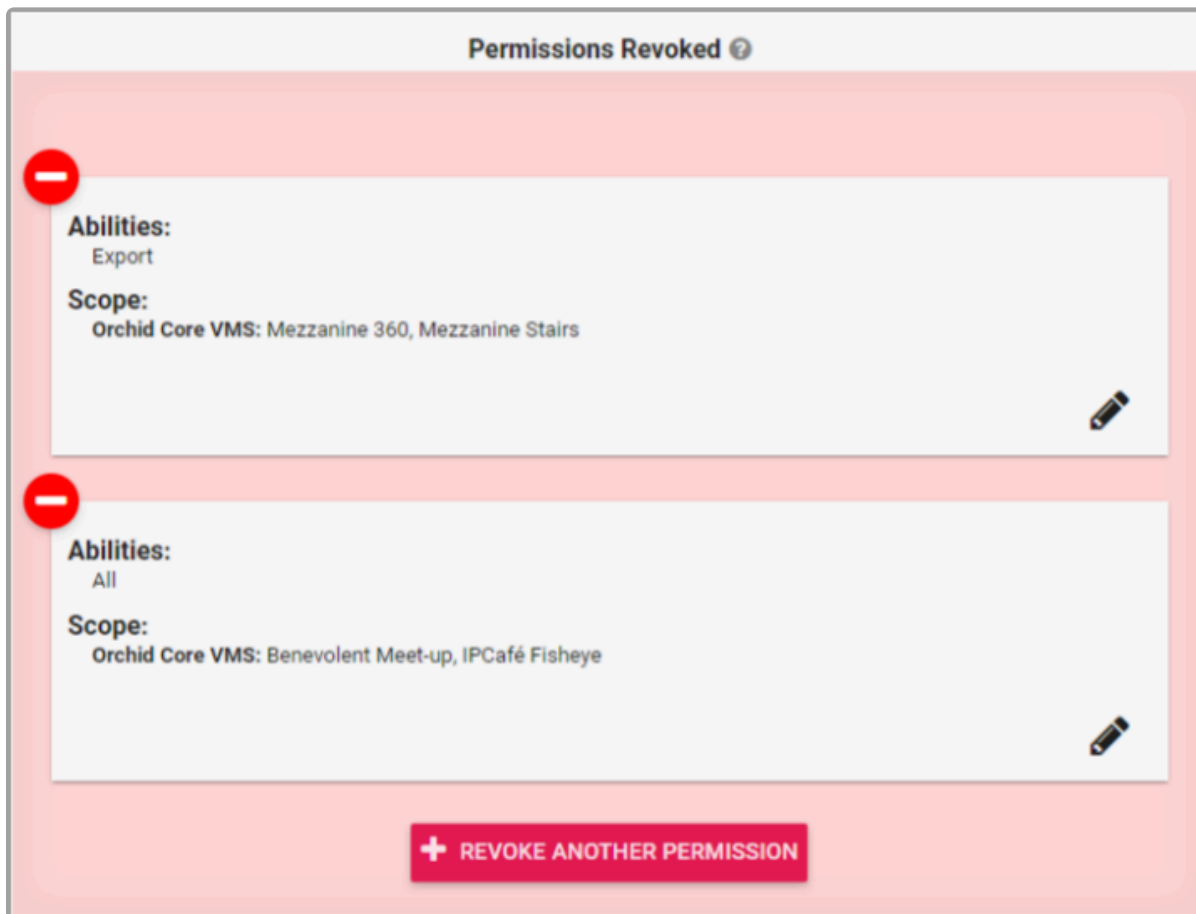 Permissions Revoked ?
Abilities:
Export
Scope:
Orchid Core VMS: Mezzanine 360, Mezzanine Stairs
Abilities:
All
Scope:
Orchid Core VMS: Benevolent Meet-up, IPCafé Fisheye
REVOKE ANOTHER PERMISSION